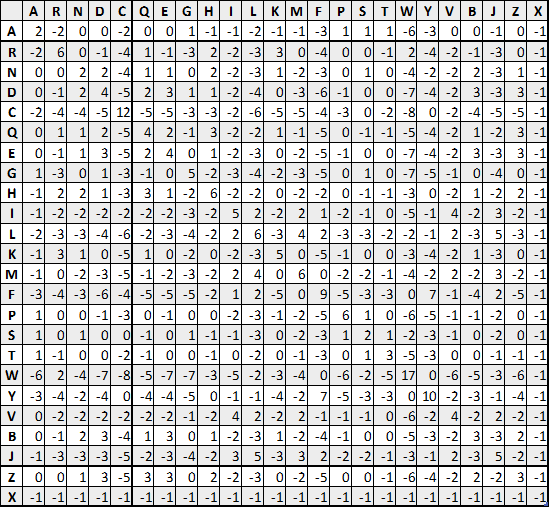 A R N D C Q E G H I L K M F P S T W Y V B J Z X
A 2 -2 0 0 -2 0 0 1 -1 -1 -2 -1 -1 -3 1 1 1 -6 -3 0 0 -1 0 -1
R -2 6 0 -1 -4 1 -1 -3 2 -2 -3 3 0 -4 0 0 -1 2 -4 -2 -1 -3 0 -1
N 0 0 2 2 -4 1 1 0 2 -2 -3 1 -2 -3 0 1 0 -4 -2 -2 2 -3 1 -1
D 0 -1 2 4 -5 2 3 1 1 -2 -4 0 -3 -6 -1 0 0 -7 -4 -2 3 -3 3 -1
C -2 -4 -4 -5 12 -5 -5 -3 -3 -2 -6 -5 -5 -4 -3 0 -2 -8 0 -2 -4 -5 -5 -1
Q 0 1 1 2 -5 4 2 -1 3 -2 -2 1 -1 -5 0 -1 -1 -5 -4 -2 1 -2 3 -1
E 0 -1 1 3 -5 2 4 0 1 -2 -3 0 -2 -5 -1 0 0 -7 -4 -2 3 -3 3 -1
G 1 -3 0 1 -3 -1 0 5 -2 -3 -4 -2 -3 -5 0 1 0 -7 -5 -1 0 -4 0 -1
H -1 2 2 1 -3 3 1 -2 6 -2 -2 0 -2 -2 0 -1 -1 -3 0 -2 1 -2 2 -1
I -1 -2 -2 -2 -2 -2 -2 -3 -2 5 2 -2 2 1 -2 -1 0 -5 -1 4 -2 3 -2 -1
L -2 -3 -3 -4 -6 -2 -3 -4 -2 2 6 -3 4 2 -3 -3 -2 -2 -1 2 -3 5 -3 -1
K -1 3 1 0 -5 1 0 -2 0 -2 -3 5 0 -5 -1 0 0 -3 -4 -2 1 -3 0 -1
M -1 0 -2 -3 -5 -1 -2 -3 -2 2 4 0 6 0 -2 -2 -1 -4 -2 2 -2 3 -2 -1
F -3 -4 -3 -6 -4 -5 -5 -5 -2 1 2 -5 0 9 -5 -3 -3 0 7 -1 -4 2 -5 -1
P 1 0 0 -1 -3 0 -1 0 0 -2 -3 -1 -2 -5 6 1 0 -6 -5 -1 -1 -2 0 -1
S 1 0 1 0 0 -1 0 1 -1 -1 -3 0 -2 -3 1 2 1 -2 -3 -1 0 -2 0 -1
T 1 -1 0 0 -2 -1 0 0 -1 0 -2 0 -1 -3 0 1 3 -5 -3 0 0 -1 -1 -1
W -6 2 -4 -7 -8 -5 -7 -7 -3 -5 -2 -3 -4 0 -6 -2 -5 17 0 -6 -5 -3 -6 -1
Y -3 -4 -2 -4 0 -4 -4 -5 0 -1 -1 -4 -2 7 -5 -3 -3 0 10 -2 -3 -1 -4 -1
V 0 -2 -2 -2 -2 -2 -2 -1 -2 4 2 -2 2 -1 -1 -1 0 -6 -2 4 -2 2 -2 -1
B 0 -1 2 3 -4 1 3 0 1 -2 -3 1 -2 -4 -1 0 0 -5 -3 -2 3 -3 2 -1
J -1 -3 -3 -3 -5 -2 -3 -4 -2 3 5 -3 3 2 -2 -2 -1 -3 -1 2 -3 5 -2 -1
Z 0 0 1 3 -5 3 3 0 2 -2 -3 0 -2 -5 0 0 -1 -6 -4 -2 2 -2 3 -1
X -1 -1 -1 -1 -1 -1 -1 -1 -1 -1 -1 -1 -1 -1 -1 -1 -1 -1 -1 -1 -1 -1 -1 -1